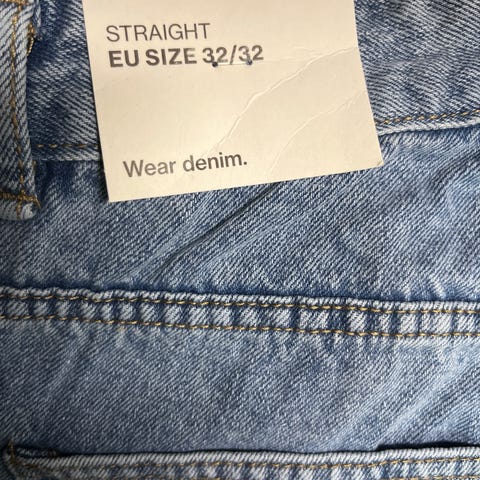 STRAIGHT
EU SIZE 32/32
Wear denim.